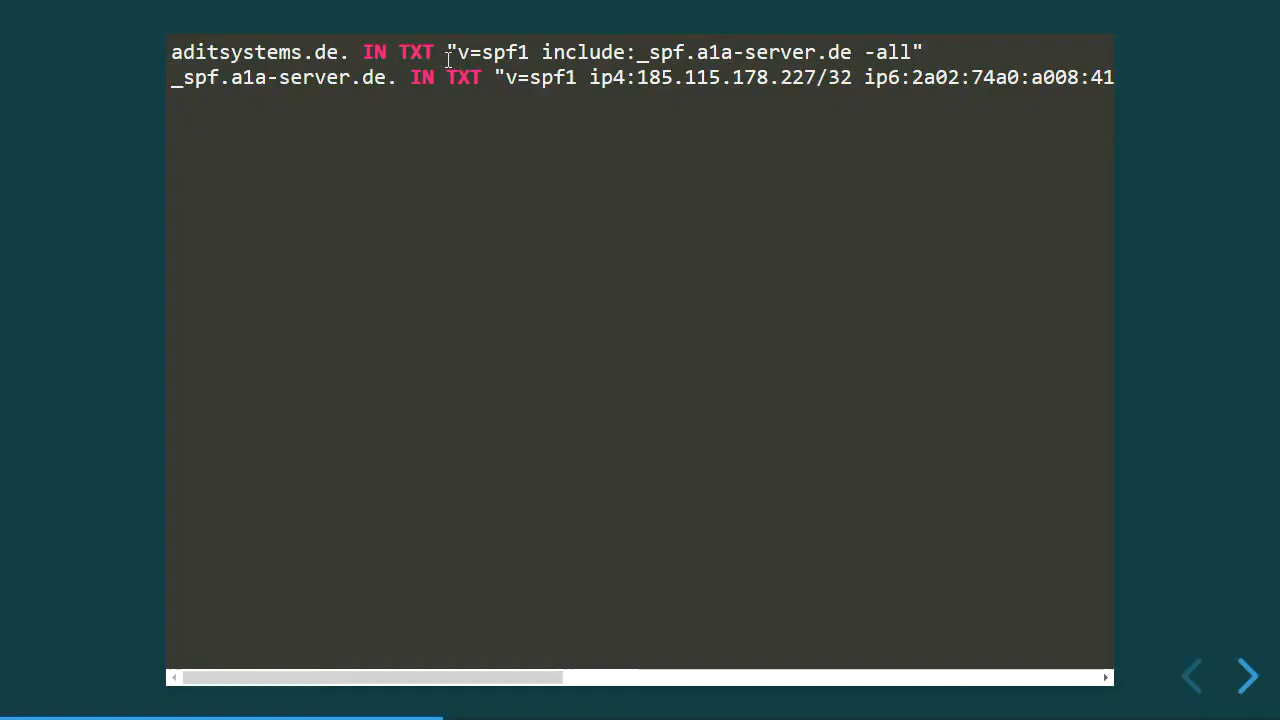 aditsystems.de. IN TXT "v=spf1 include:_spf.a1a-server.de -all"
_spf.a1a-server.de. IN TXT "v=spf1 ip4:185.115.178.227/32 ip6:2a02:74a0:a008:41